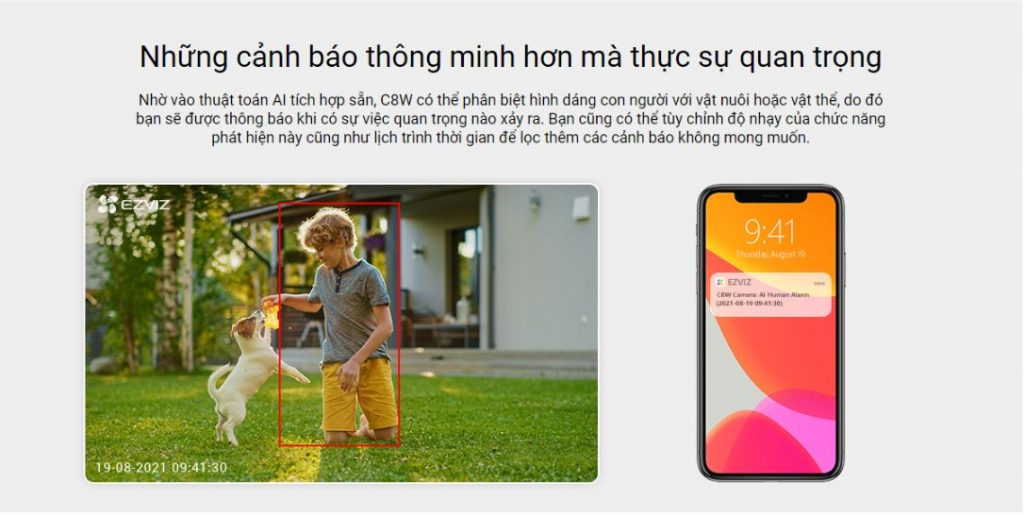 Những cảnh báo thông minh hơn mà thực sự quan trọng
Nhờ vào thuật toán AI tích hợp sẵn, C8W có thể phân biệt hình dáng con người với vật nuôi hoặc vật thể, do đó
bạn sẽ được thông báo khi có sự việc quan trọng nào xảy ra. Bạn cũng có thể tùy chỉnh độ nhạy của chức năng
phát hiện này cũng như lịch trình thời gian để lọc thêm các cảnh báo không mong muốn.
EZVIZ
19-08-2021 09:41:30
9:41
Thursday, August 19
EZVIZ
C8W Camera: AI Human Alarm
(2021-08-19 09:41:30)